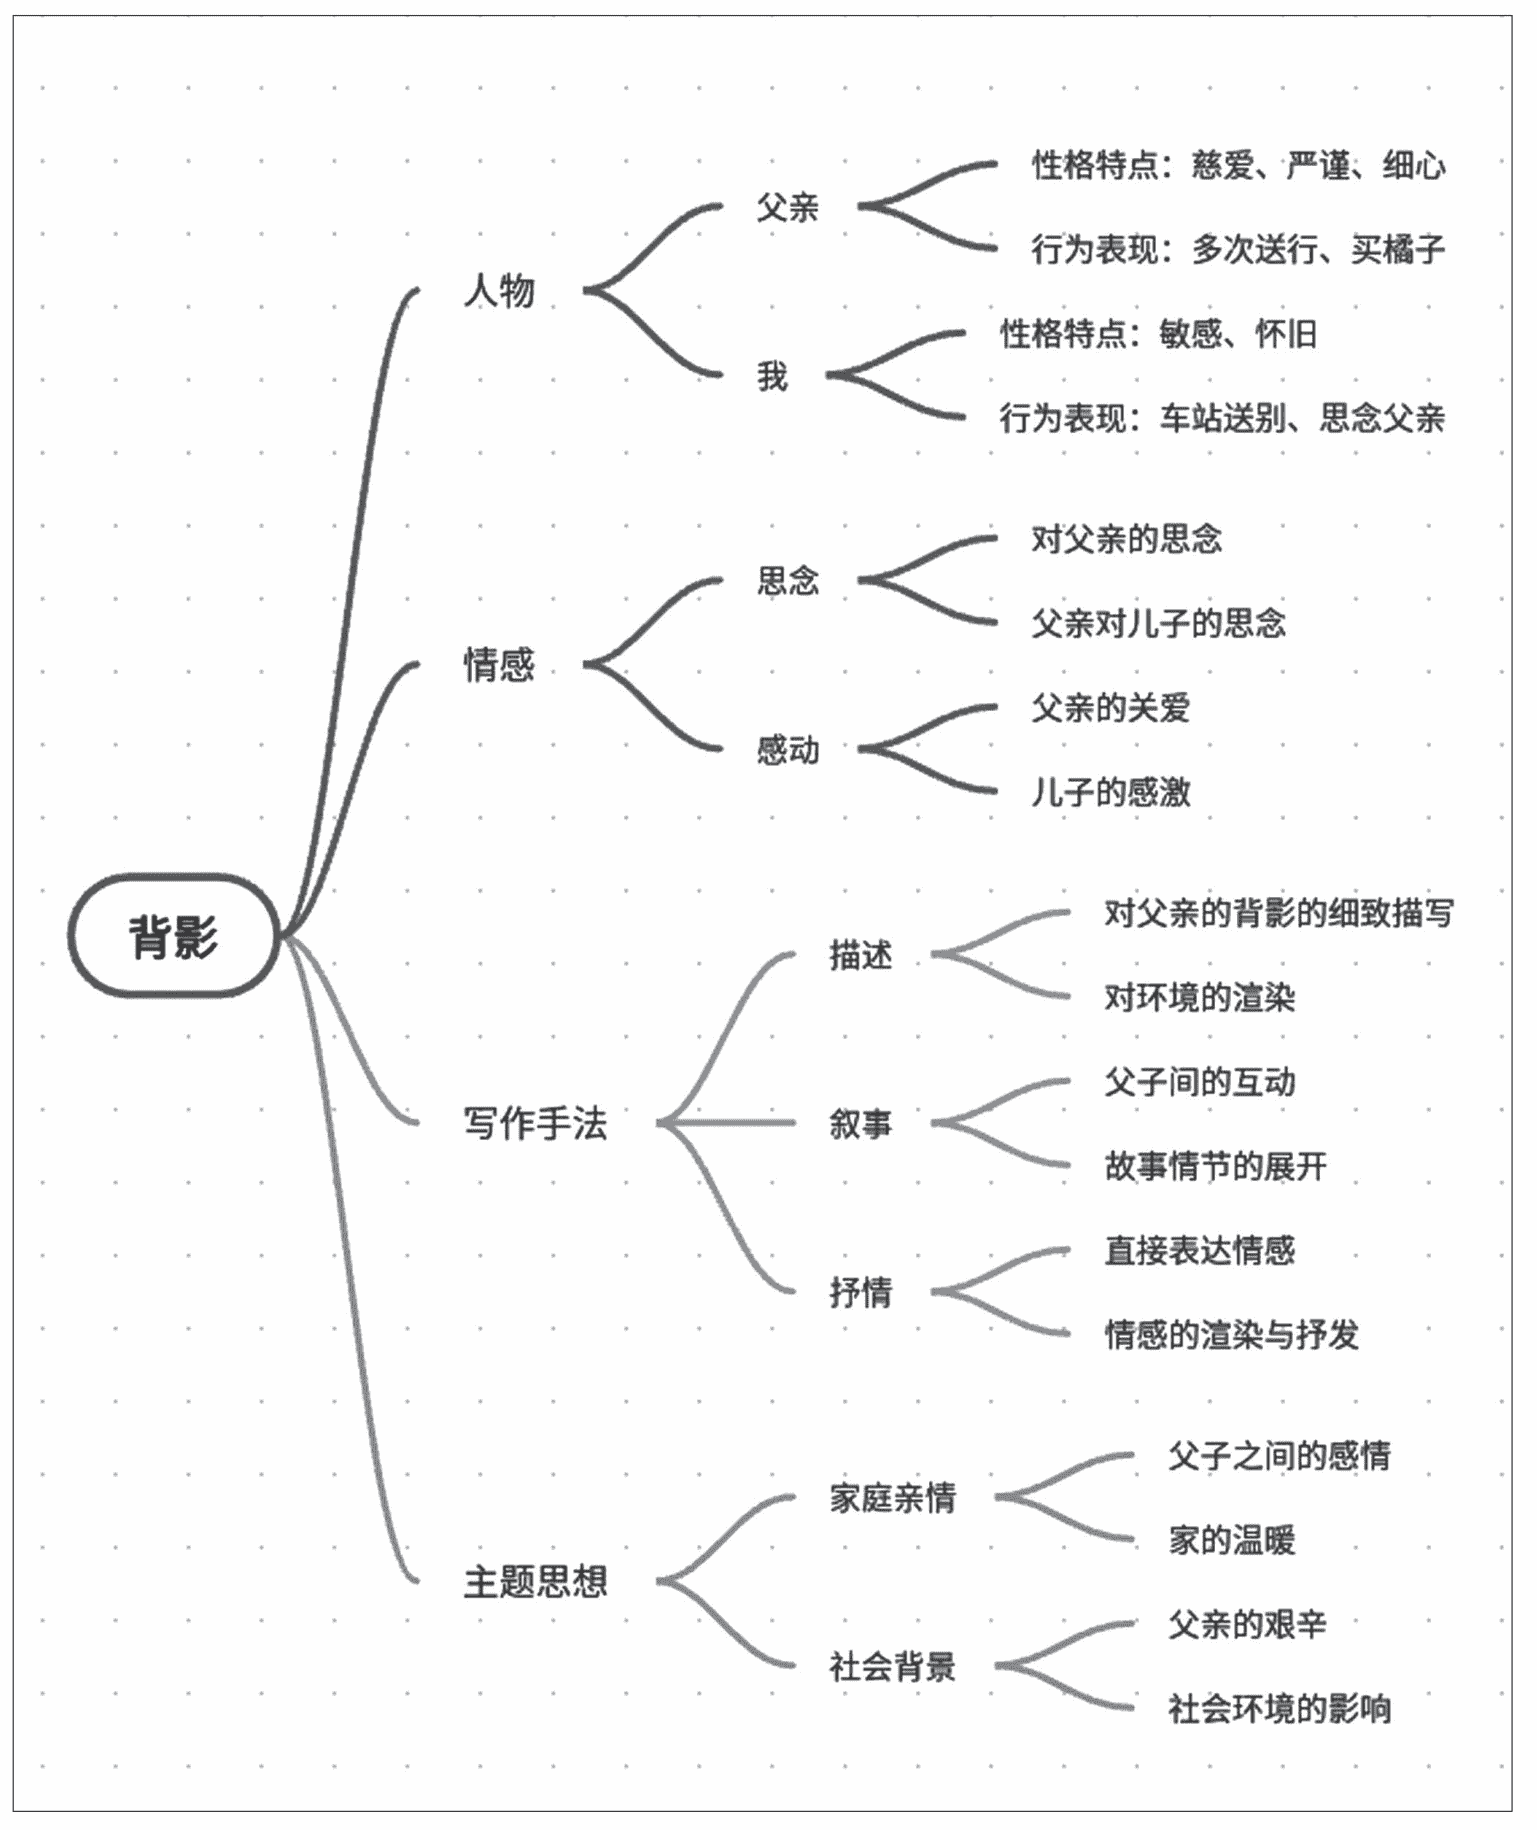 背影
人物
父亲
性格特点：慈爱、严谨、细心
行为表现：多次送行、买橘子
我
性格特点：敏感、怀旧
行为表现：车站送别、思念父亲
情感
思念
对父亲的思念
父亲对儿子的思念
感动
父亲的关爱
儿子的感激
写作手法
描述
对父亲的背影的细致描写
对环境的渲染
叙事
父子间的互动
故事情节的展开
抒情
直接表达情感
情感的渲染与抒发
主题思想
家庭亲情
父子之间的感情
家的温暖
社会背景
父亲的艰辛
社会环境的影响